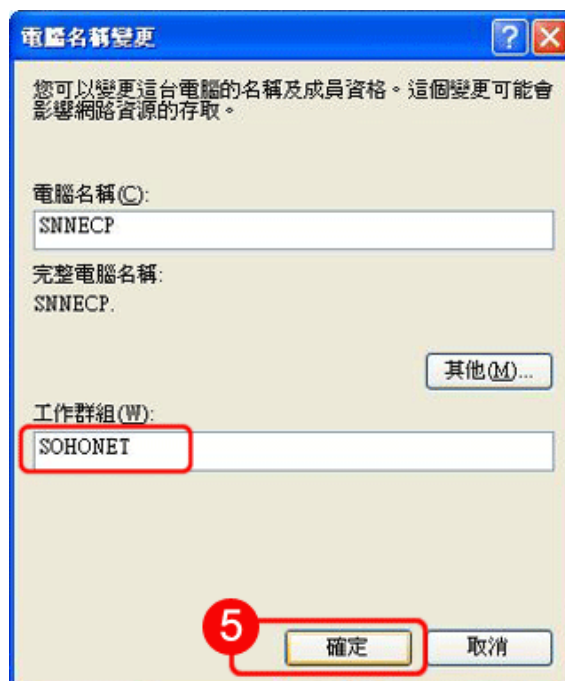 電腦名稱變更
您可以變更這台電腦的名稱及成員資格。這個變更可能會
影響網路資源的存取。
電腦名稱(C):
SNNECP
完整電腦名稱:
SNNECP.
其他(M)...
工作群組(W):
SOHONET
5
確定
取消